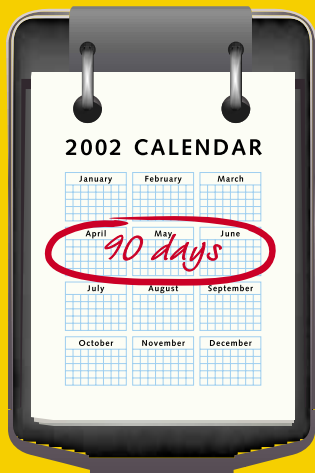 2002 CALENDAR
January February March
April May June
90 days
July August September
October November December